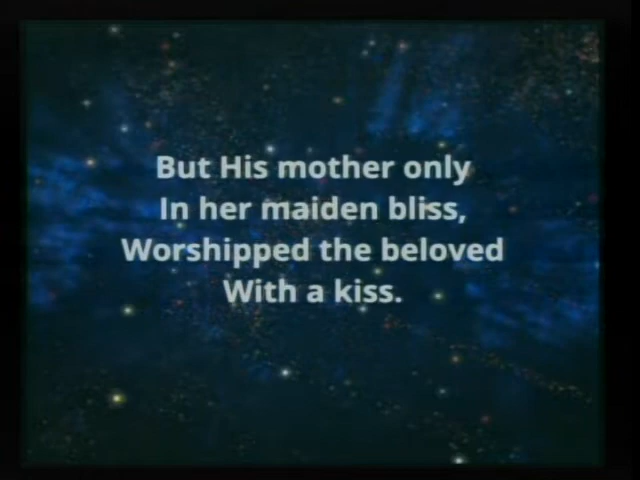 But His mother only
In her maiden bliss,
Worshipped the beloved
With a kiss.